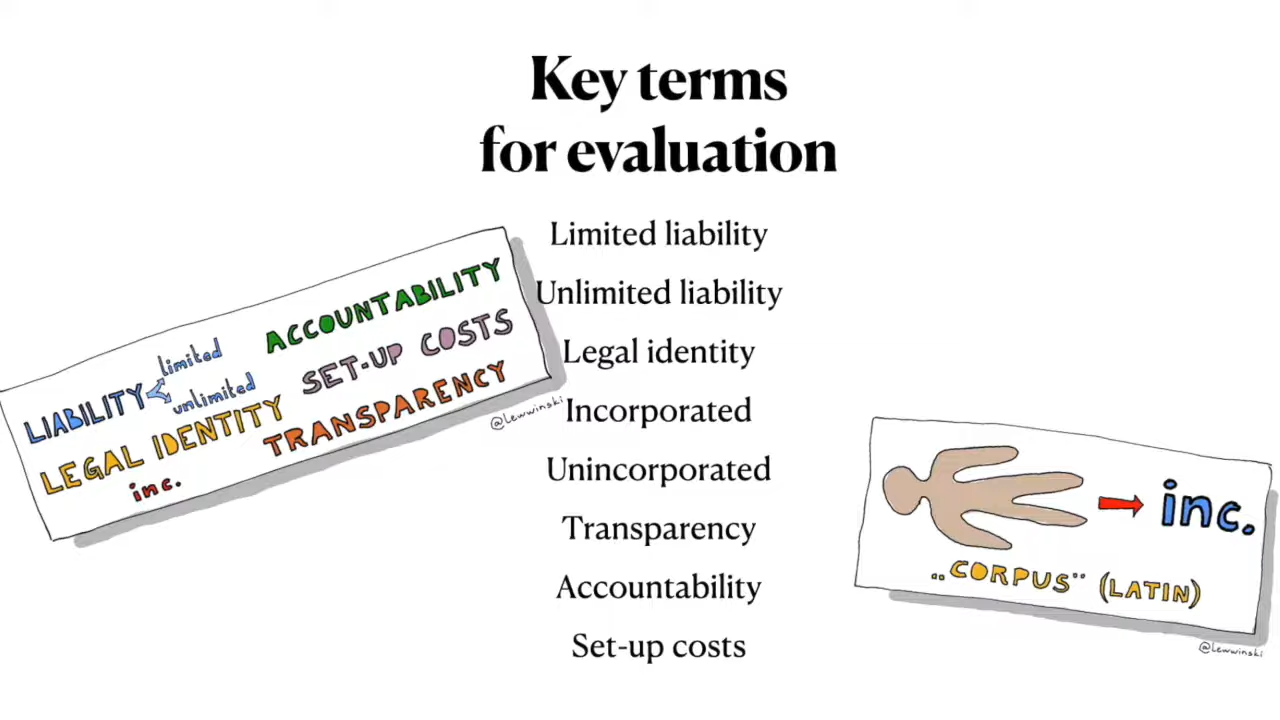 Key terms
for evaluation
Limited liability
Unlimited liability
Legal identity
Incorporated
Unincorporated
Transparency
Accountability
Set-up costs
LIABILITY
limited
unlimited
ACCOUNTABILITY
SET-UP COSTS
LEGAL IDENTITY
TRANSPARENCY
inc.
@lewwinski
inc.
„CORPUS” (LATIN)
@lewwinski